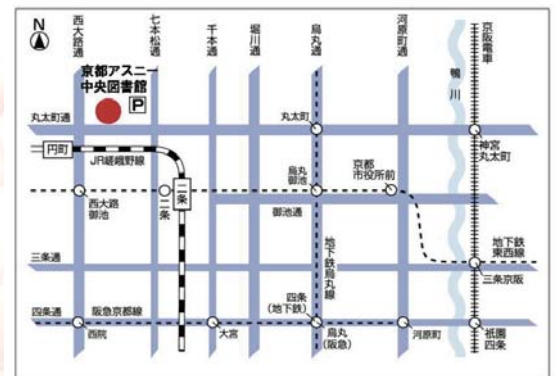 N
西大路通
七本松通
千本通
堀川通
烏丸通
河原町通
鴨川
京阪電車
京都アスニー
中央図書館
P
丸太町通
丸太町
神宮
丸太町
円町
JR嵯峨野線
二条
烏丸
御池
京都
市役所前
西大路
御池
二条
御池通
三条通
地下鉄烏丸線
地下鉄
東西線
三条京阪
四条通
阪急京都線
四条
(地下鉄)
西院
大宮
烏丸
(阪急)
河原町
祇園
四条